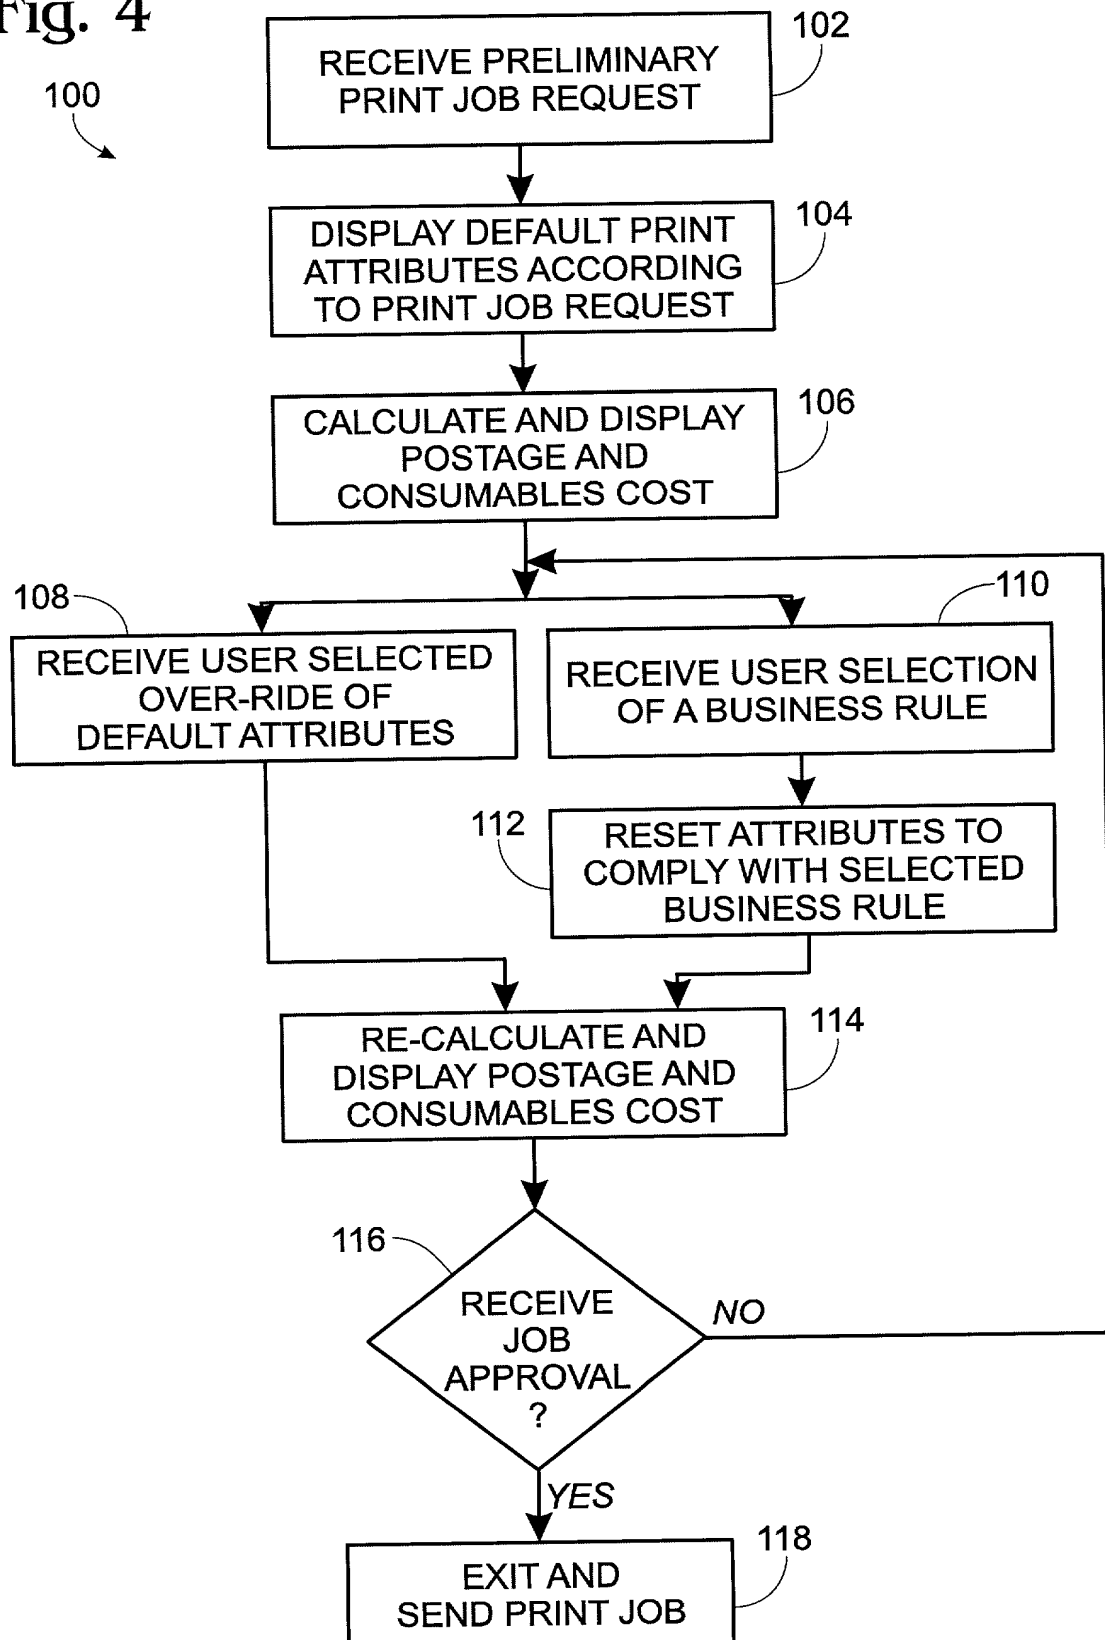 Fig. 4
100
102
RECEIVE PRELIMINARY
PRINT JOB REQUEST
104
DISPLAY DEFAULT PRINT
ATTRIBUTES ACCORDING
TO PRINT JOB REQUEST
106
CALCULATE AND DISPLAY
POSTAGE AND
CONSUMABLES COST
108
RECEIVE USER SELECTED
OVER-RIDE OF
DEFAULT ATTRIBUTES
110
RECEIVE USER SELECTION
OF A BUSINESS RULE
112
RESET ATTRIBUTES TO
COMPLY WITH SELECTED
BUSINESS RULE
114
RE-CALCULATE AND
DISPLAY POSTAGE AND
CONSUMABLES COST
116
RECEIVE
JOB
APPROVAL
?
NO
YES
118
EXIT AND
SEND PRINT JOB